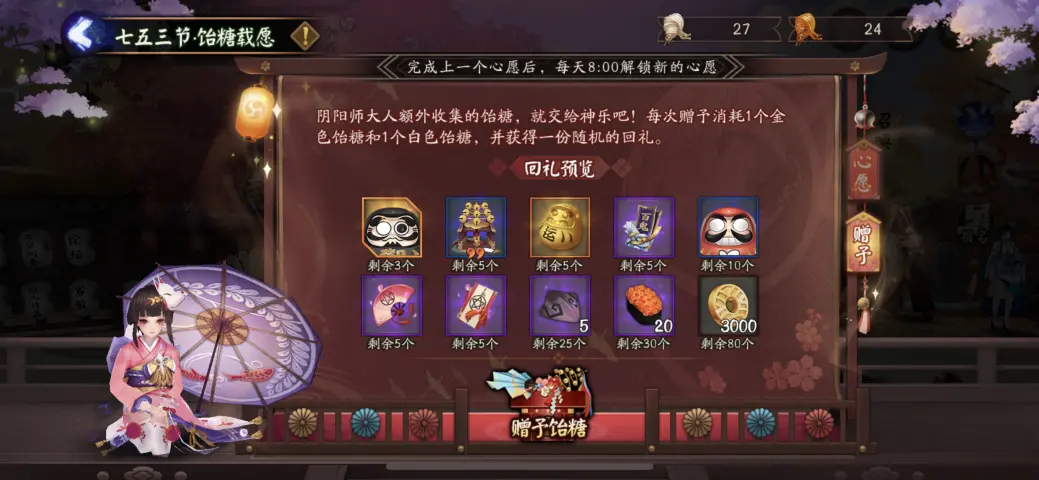 七五三节·饴糖载愿
27
24
完成上一个心愿后，每天8:00解锁新的心愿
阴阳师大人额外收集的饴糖，就交给神乐吧！每次赠予消耗1个金
色饴糖和1个白色饴糖，并获得一份随机的回礼。
回礼预览
剩余3个
剩余5个
剩余5个
剩余5个
剩余10个
5
20
3000
剩余5个
剩余5个
剩余25个
剩余30个
剩余80个
心愿
赠予
赠予饴糖